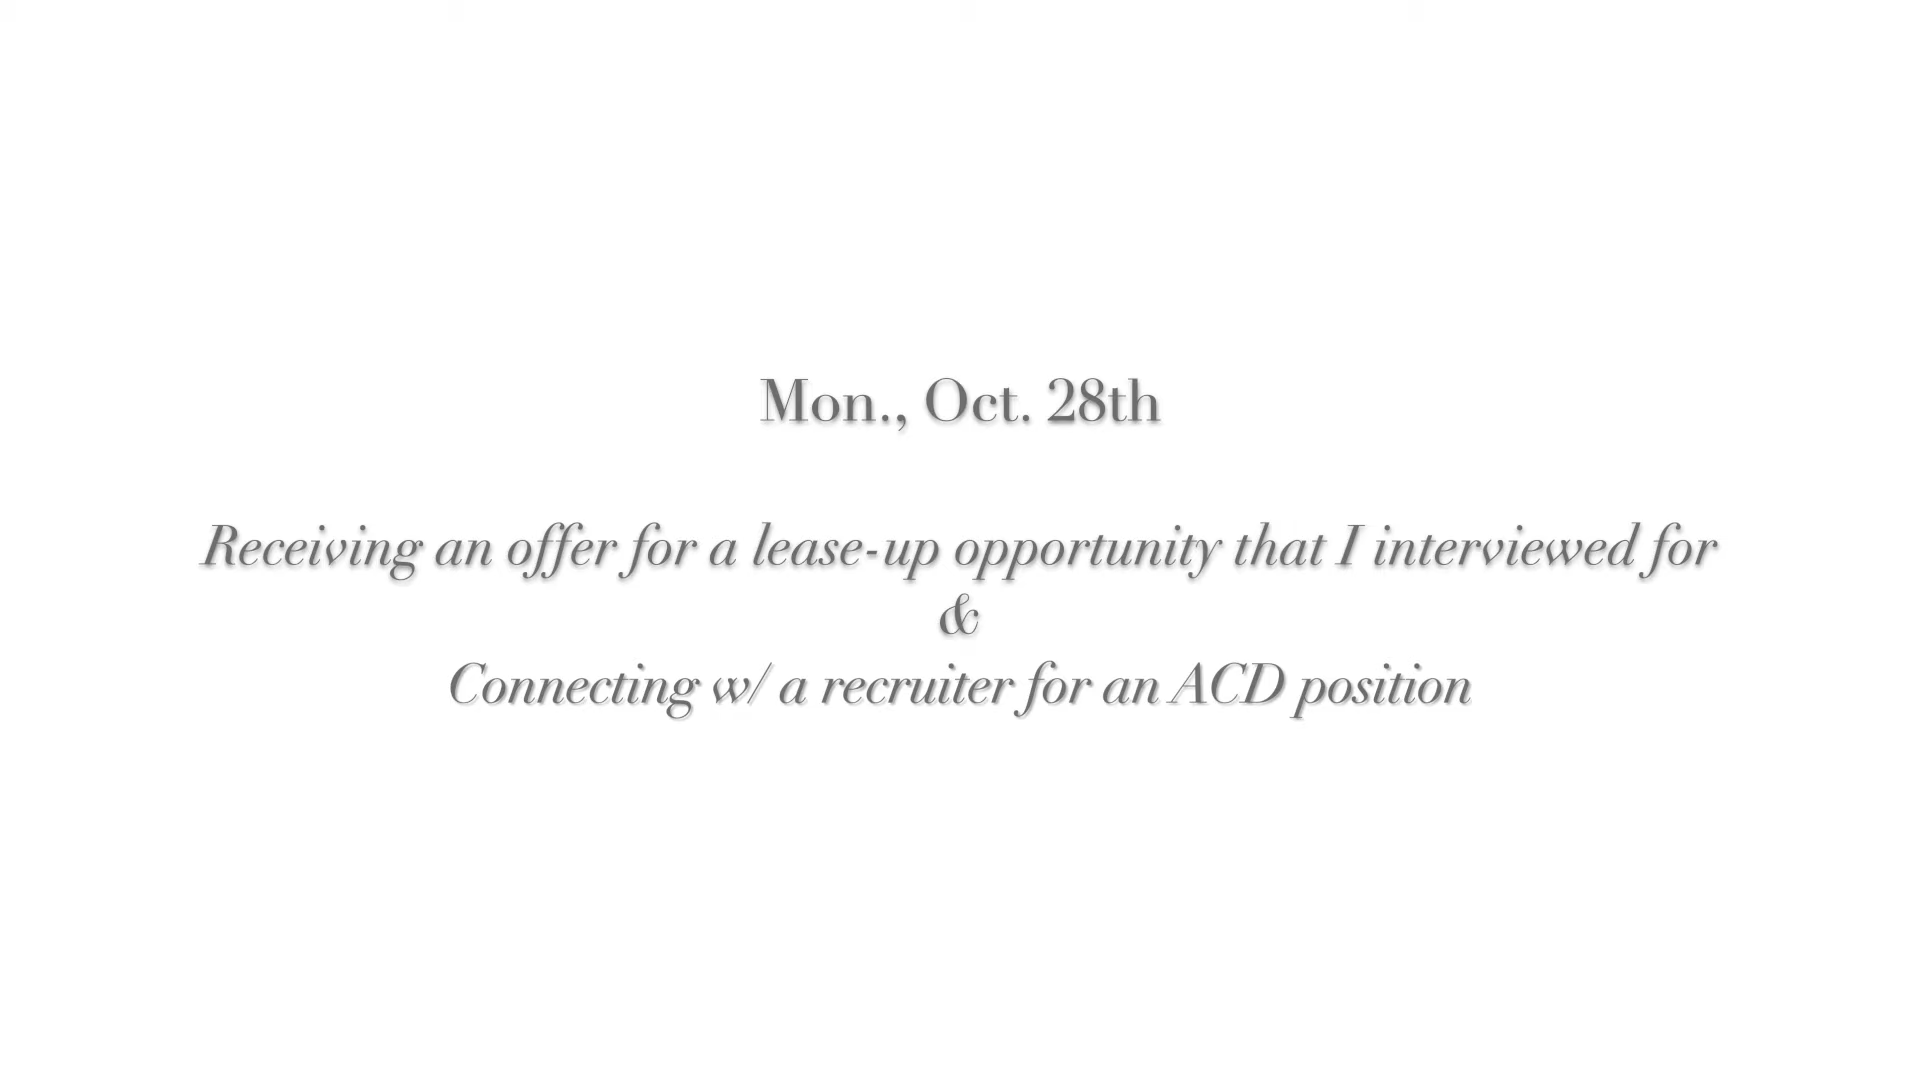 Mon., Oct. 28th
Receiving an offer for a lease-up opportunity that I interviewed for
&
Connecting w/ a recruiter for an ACD position